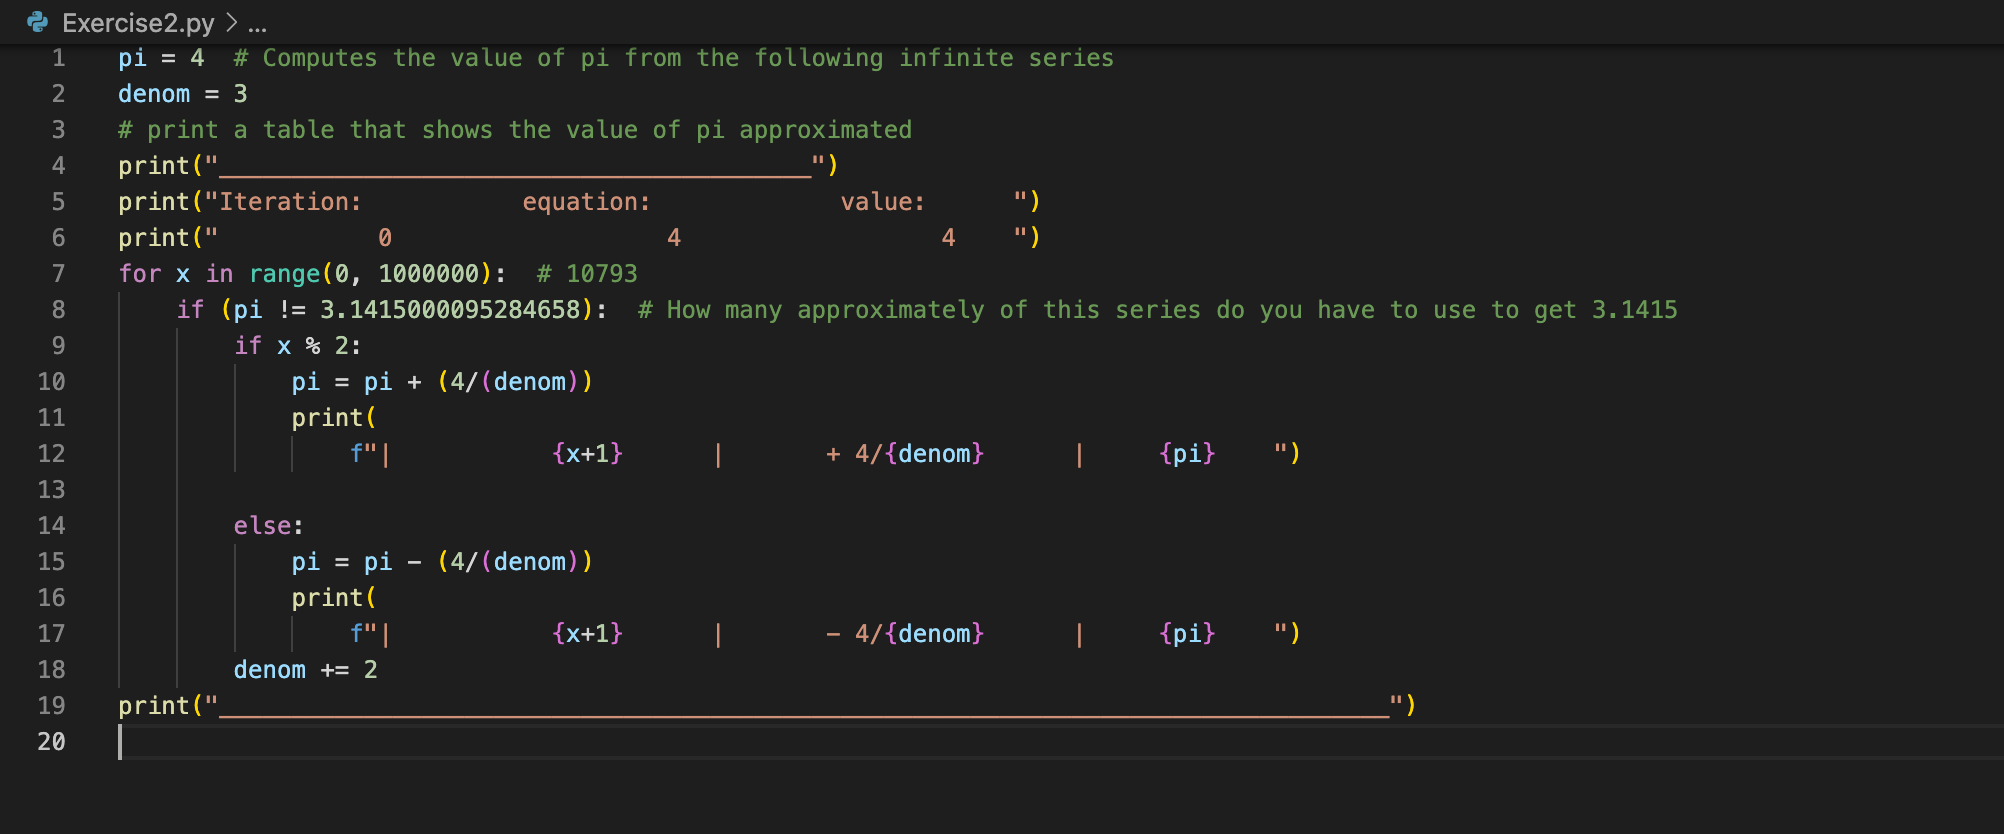 Exercise2.py > ...
1 pi = 4  # Computes the value of pi from the following infinite series
2 denom = 3
3 # print a table that shows the value of pi approximated
4 print("_________________________________________")
5 print("Iteration:           equation:             value:      ")
6 print("           0                   4                  4    ")
7 for x in range(0, 1000000):  # 10793
8     if (pi != 3.1415000095284658):  # How many approximately of this series do you have to use to get 3.1415
9         if x % 2:
10             pi = pi + (4/(denom))
11             print(
12                 f"|           {x+1}      |       + 4/{denom}      |     {pi}    ")
13
14         else:
15             pi = pi - (4/(denom))
16             print(
17                 f"|           {x+1}      |       - 4/{denom}      |     {pi}    ")
18         denom += 2
19 print("_________________________________________________________________________________")
20